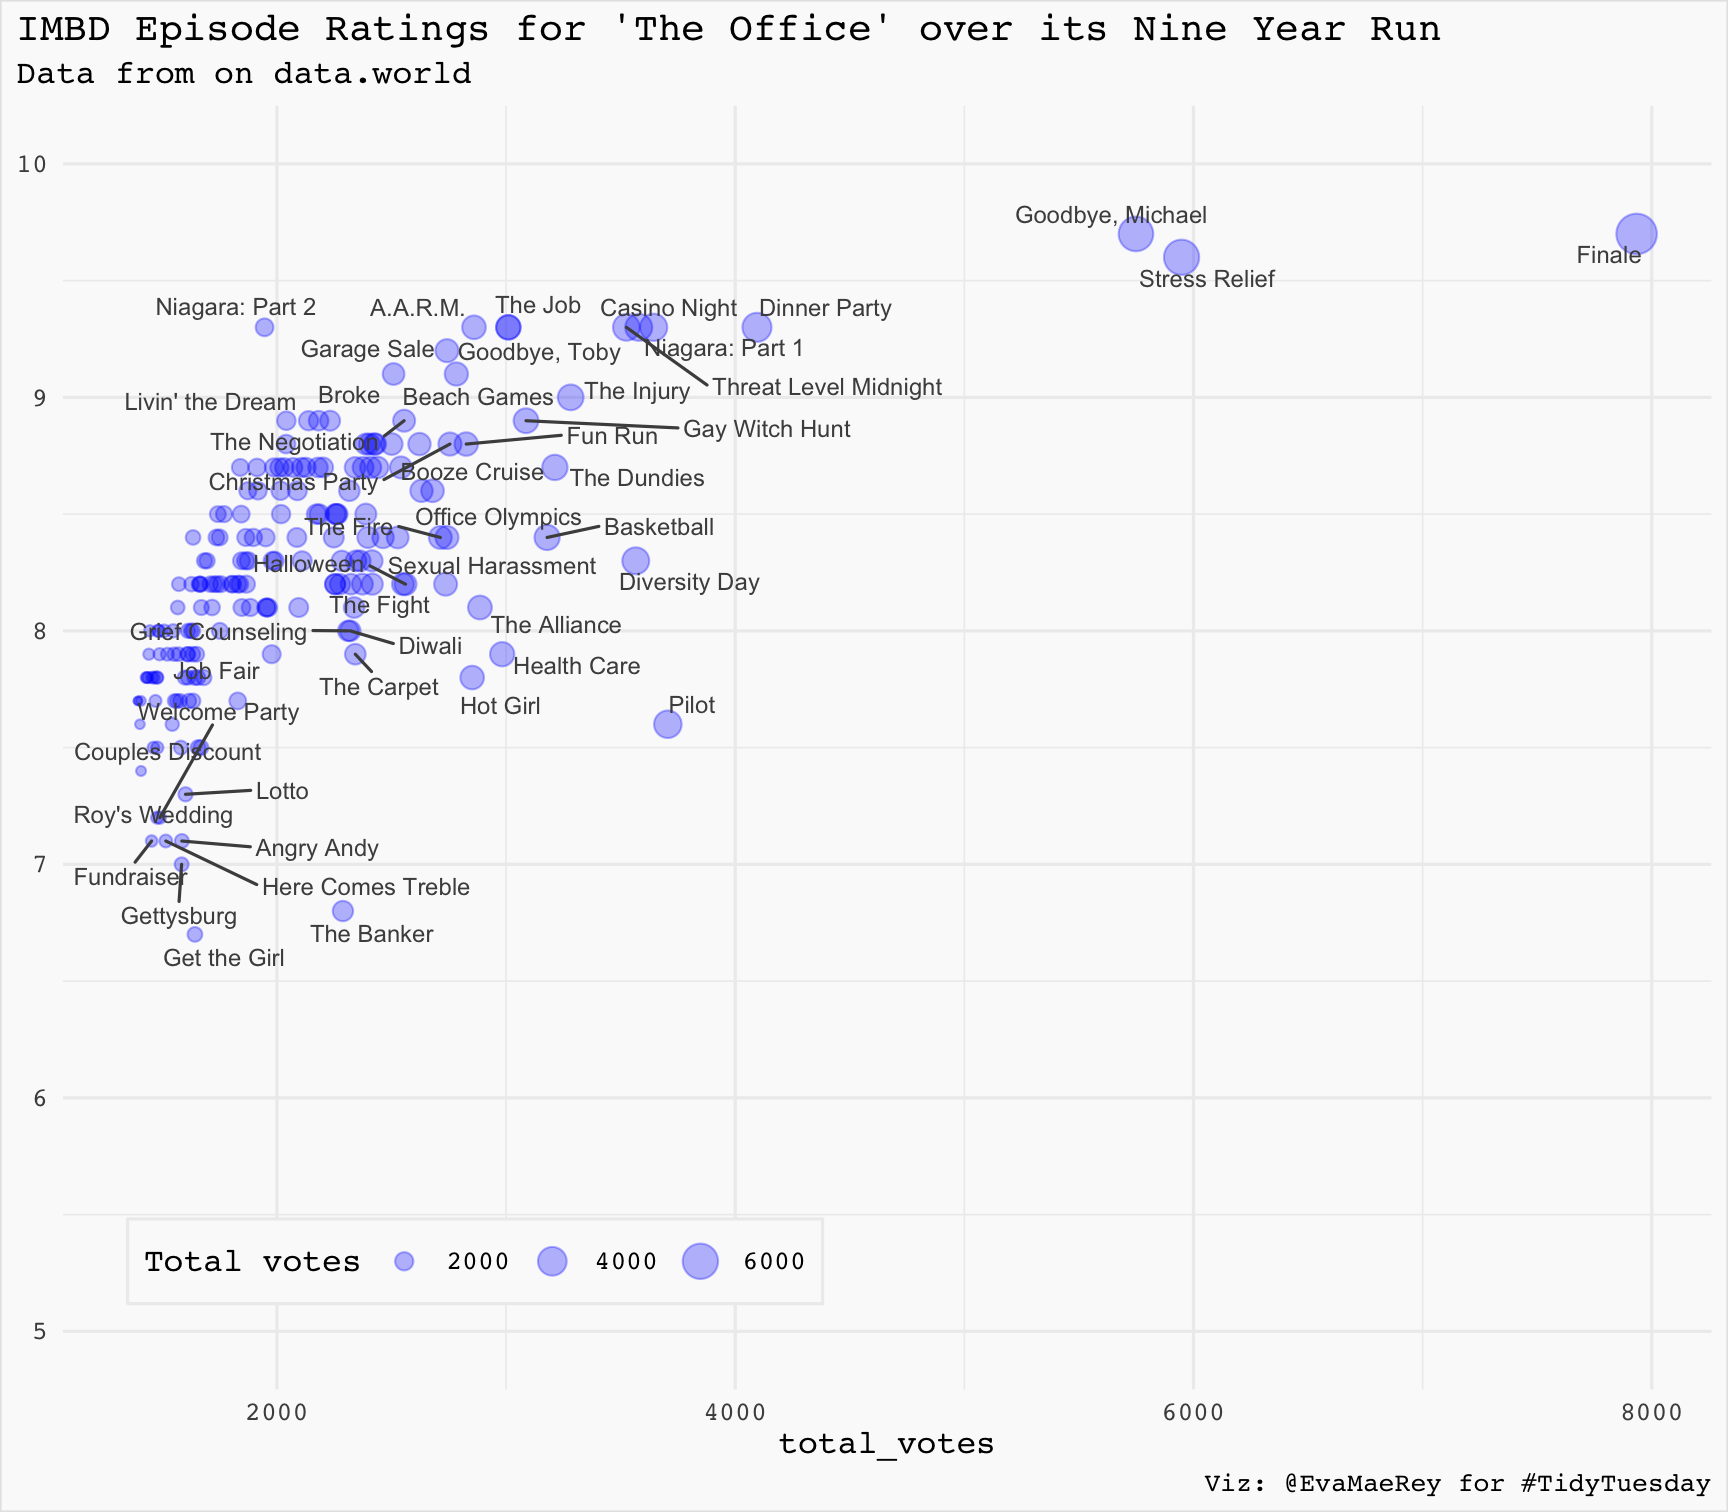 IMBD Episode Ratings for 'The Office' over its Nine Year Run
Data from on data.world
10
9
8
7
6
5
Goodbye, Michael
Finale
Stress Relief
Niagara: Part 2
A.A.R.M.
The Job
Casino Night
Dinner Party
Garage Sale
Goodbye, Toby
Niagara: Part 1
Threat Level Midnight
Livin' the Dream
Broke
Beach Games
The Injury
The Negotiation
Fun Run
Gay Witch Hunt
Christmas Party
Booze Cruise
The Dundies
The Fire
Office Olympics
Basketball
Halloween
Sexual Harassment
Diversity Day
The Fight
The Alliance
Grief Counseling
Diwali
Job Fair
The Carpet
Health Care
Welcome Party
Hot Girl
Pilot
Couples Discount
Lotto
Roy's Wedding
Angry Andy
Fundraiser
Here Comes Treble
Gettysburg
The Banker
Get the Girl
Total votes 2000 4000 6000
2000 4000 6000 8000
total_votes
Viz: @EvaMaeRey for #TidyTuesday